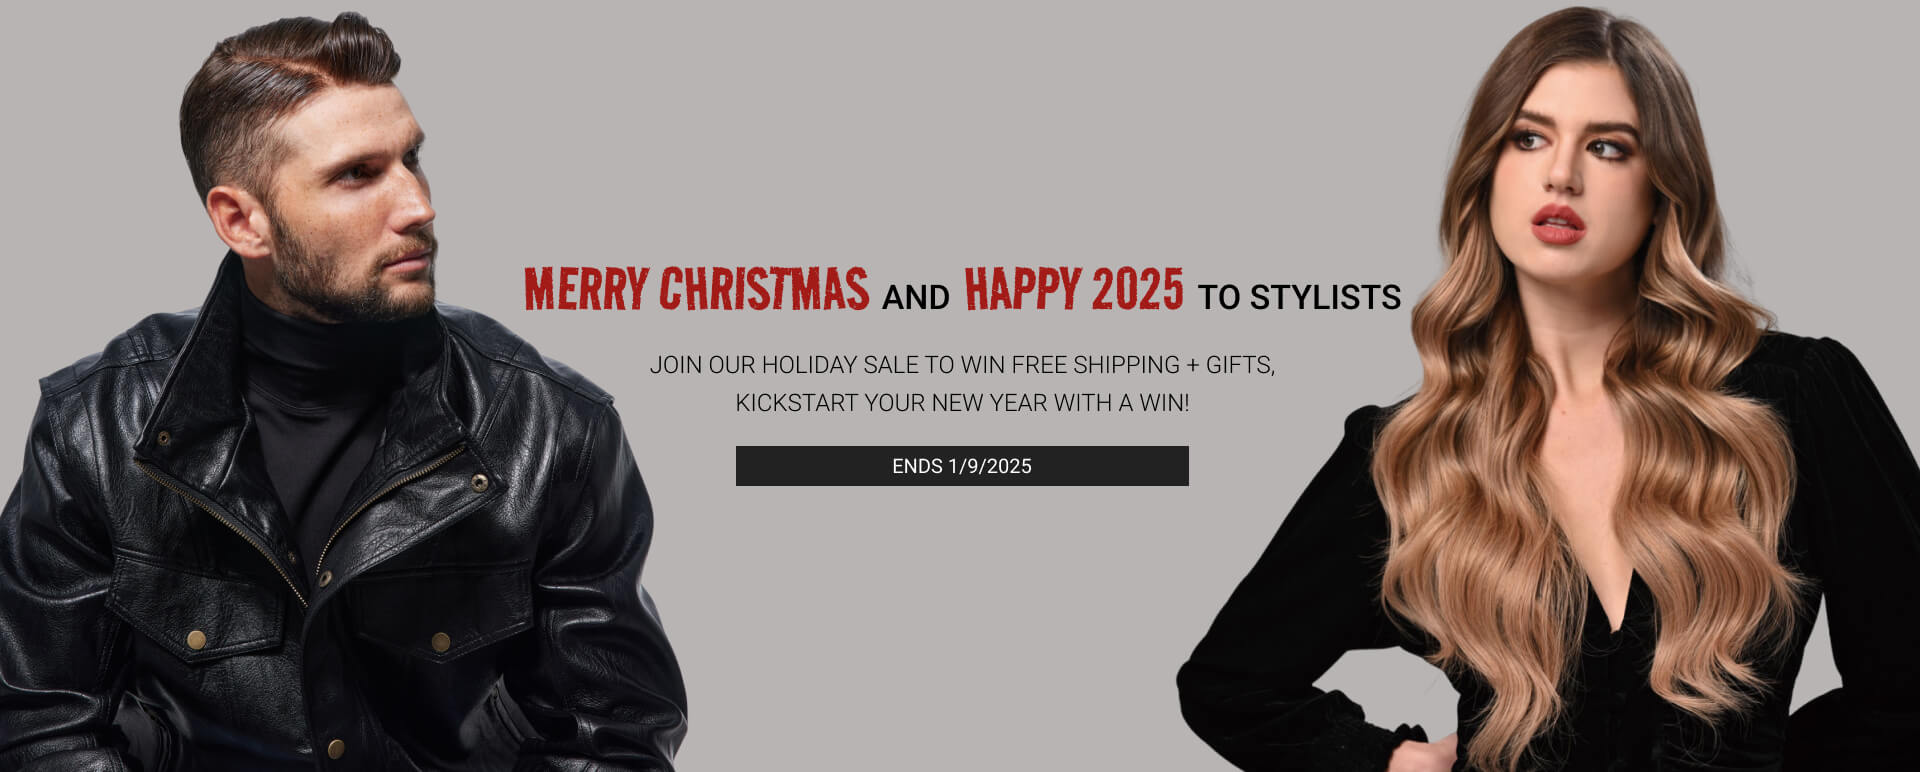 MERRY CHRISTMAS AND HAPPY 2025 TO STYLISTS
JOIN OUR HOLIDAY SALE TO WIN FREE SHIPPING + GIFTS,
KICKSTART YOUR NEW YEAR WITH A WIN!
ENDS 1/9/2025